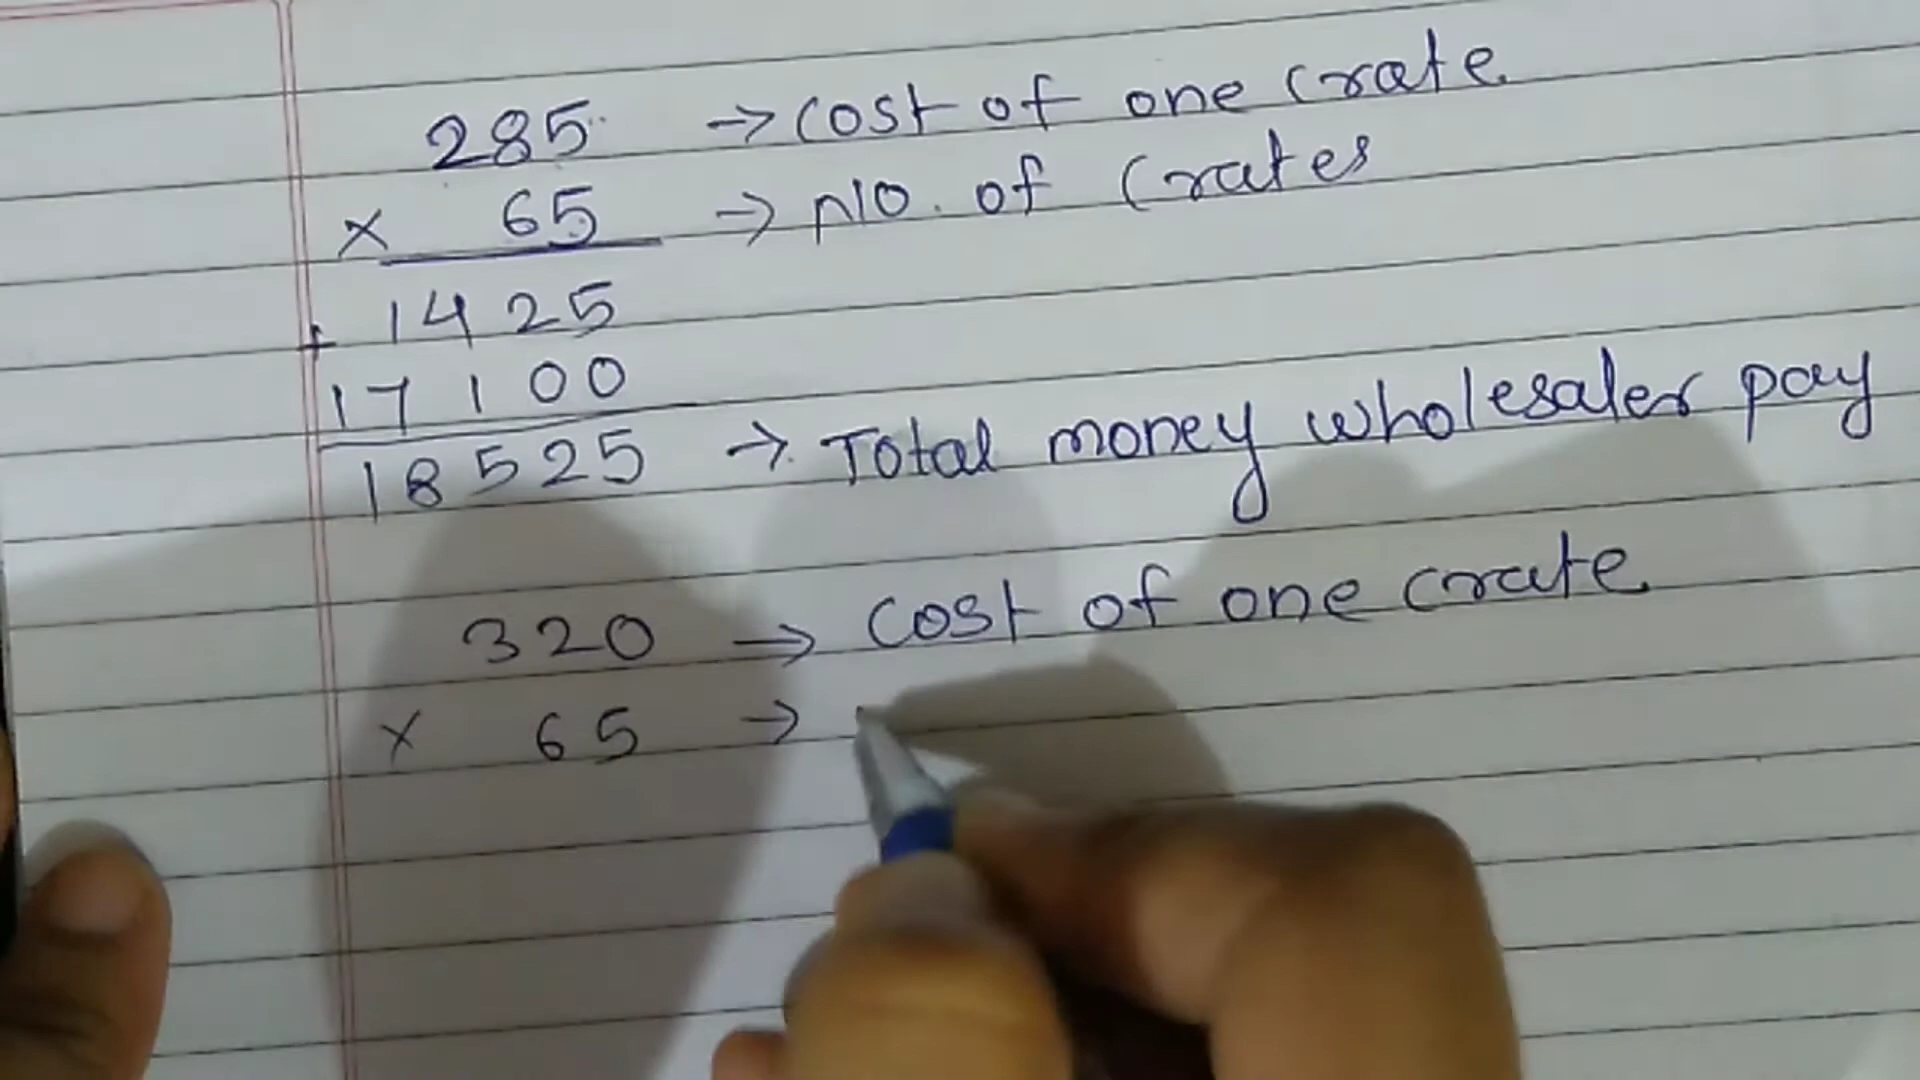 285 → Cost of one Crate
× 65 → NO. of Crates
1425
+
17100
18525 → Total money wholesaler pay
320 → Cost of one crate
× 65 →